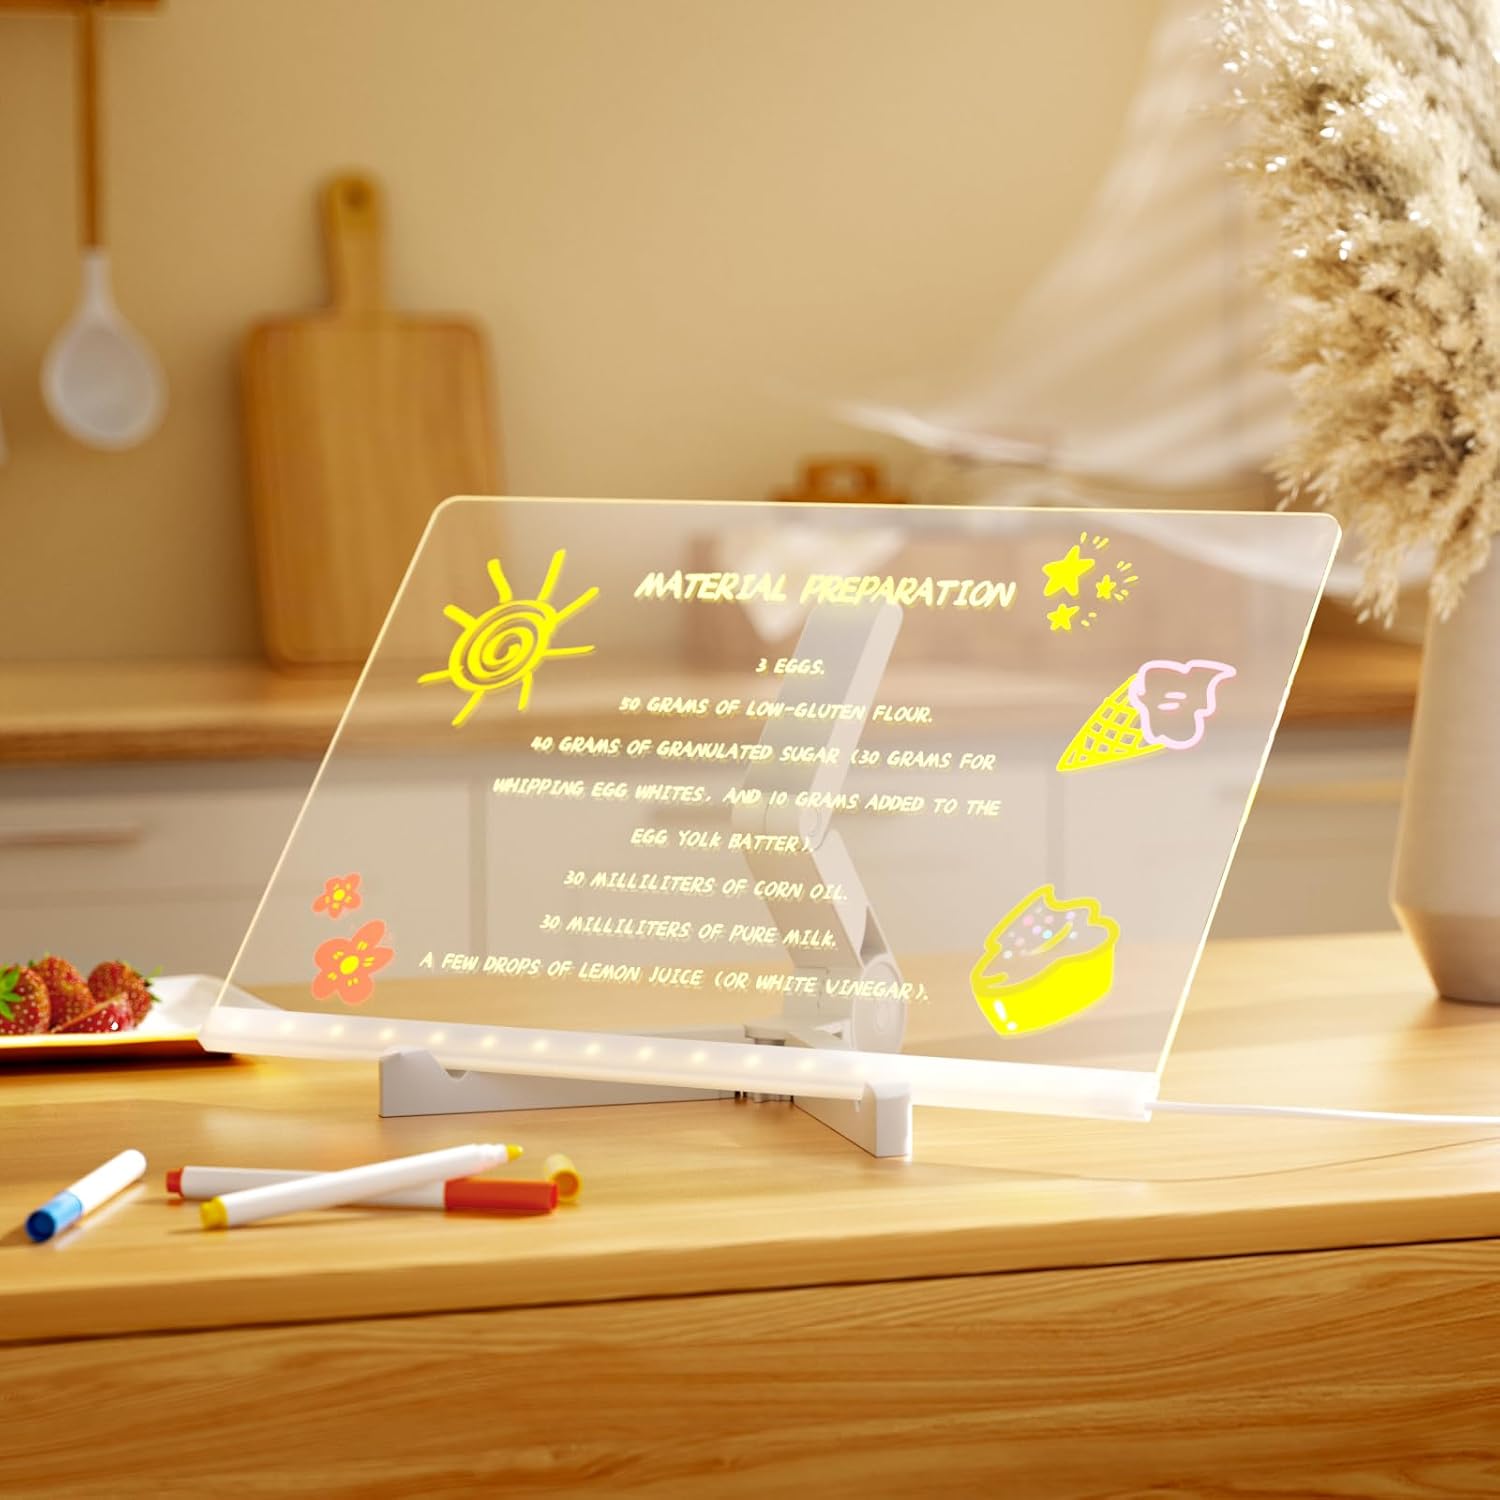 MATERIAL PREPARATION
3 EGGS.
50 GRAMS OF LOW-GLUTEN FLOUR.
40 GRAMS OF GRANULATED SUGAR (30 GRAMS FOR
WHIPPING EGG WHITES, AND 10 GRAMS ADDED TO THE
EGG YOLK BATTER).
30 MILLILITERS OF CORN OIL.
30 MILLILITERS OF PURE MILK.
A FEW DROPS OF LEMON JUICE (OR WHITE VINEGAR).